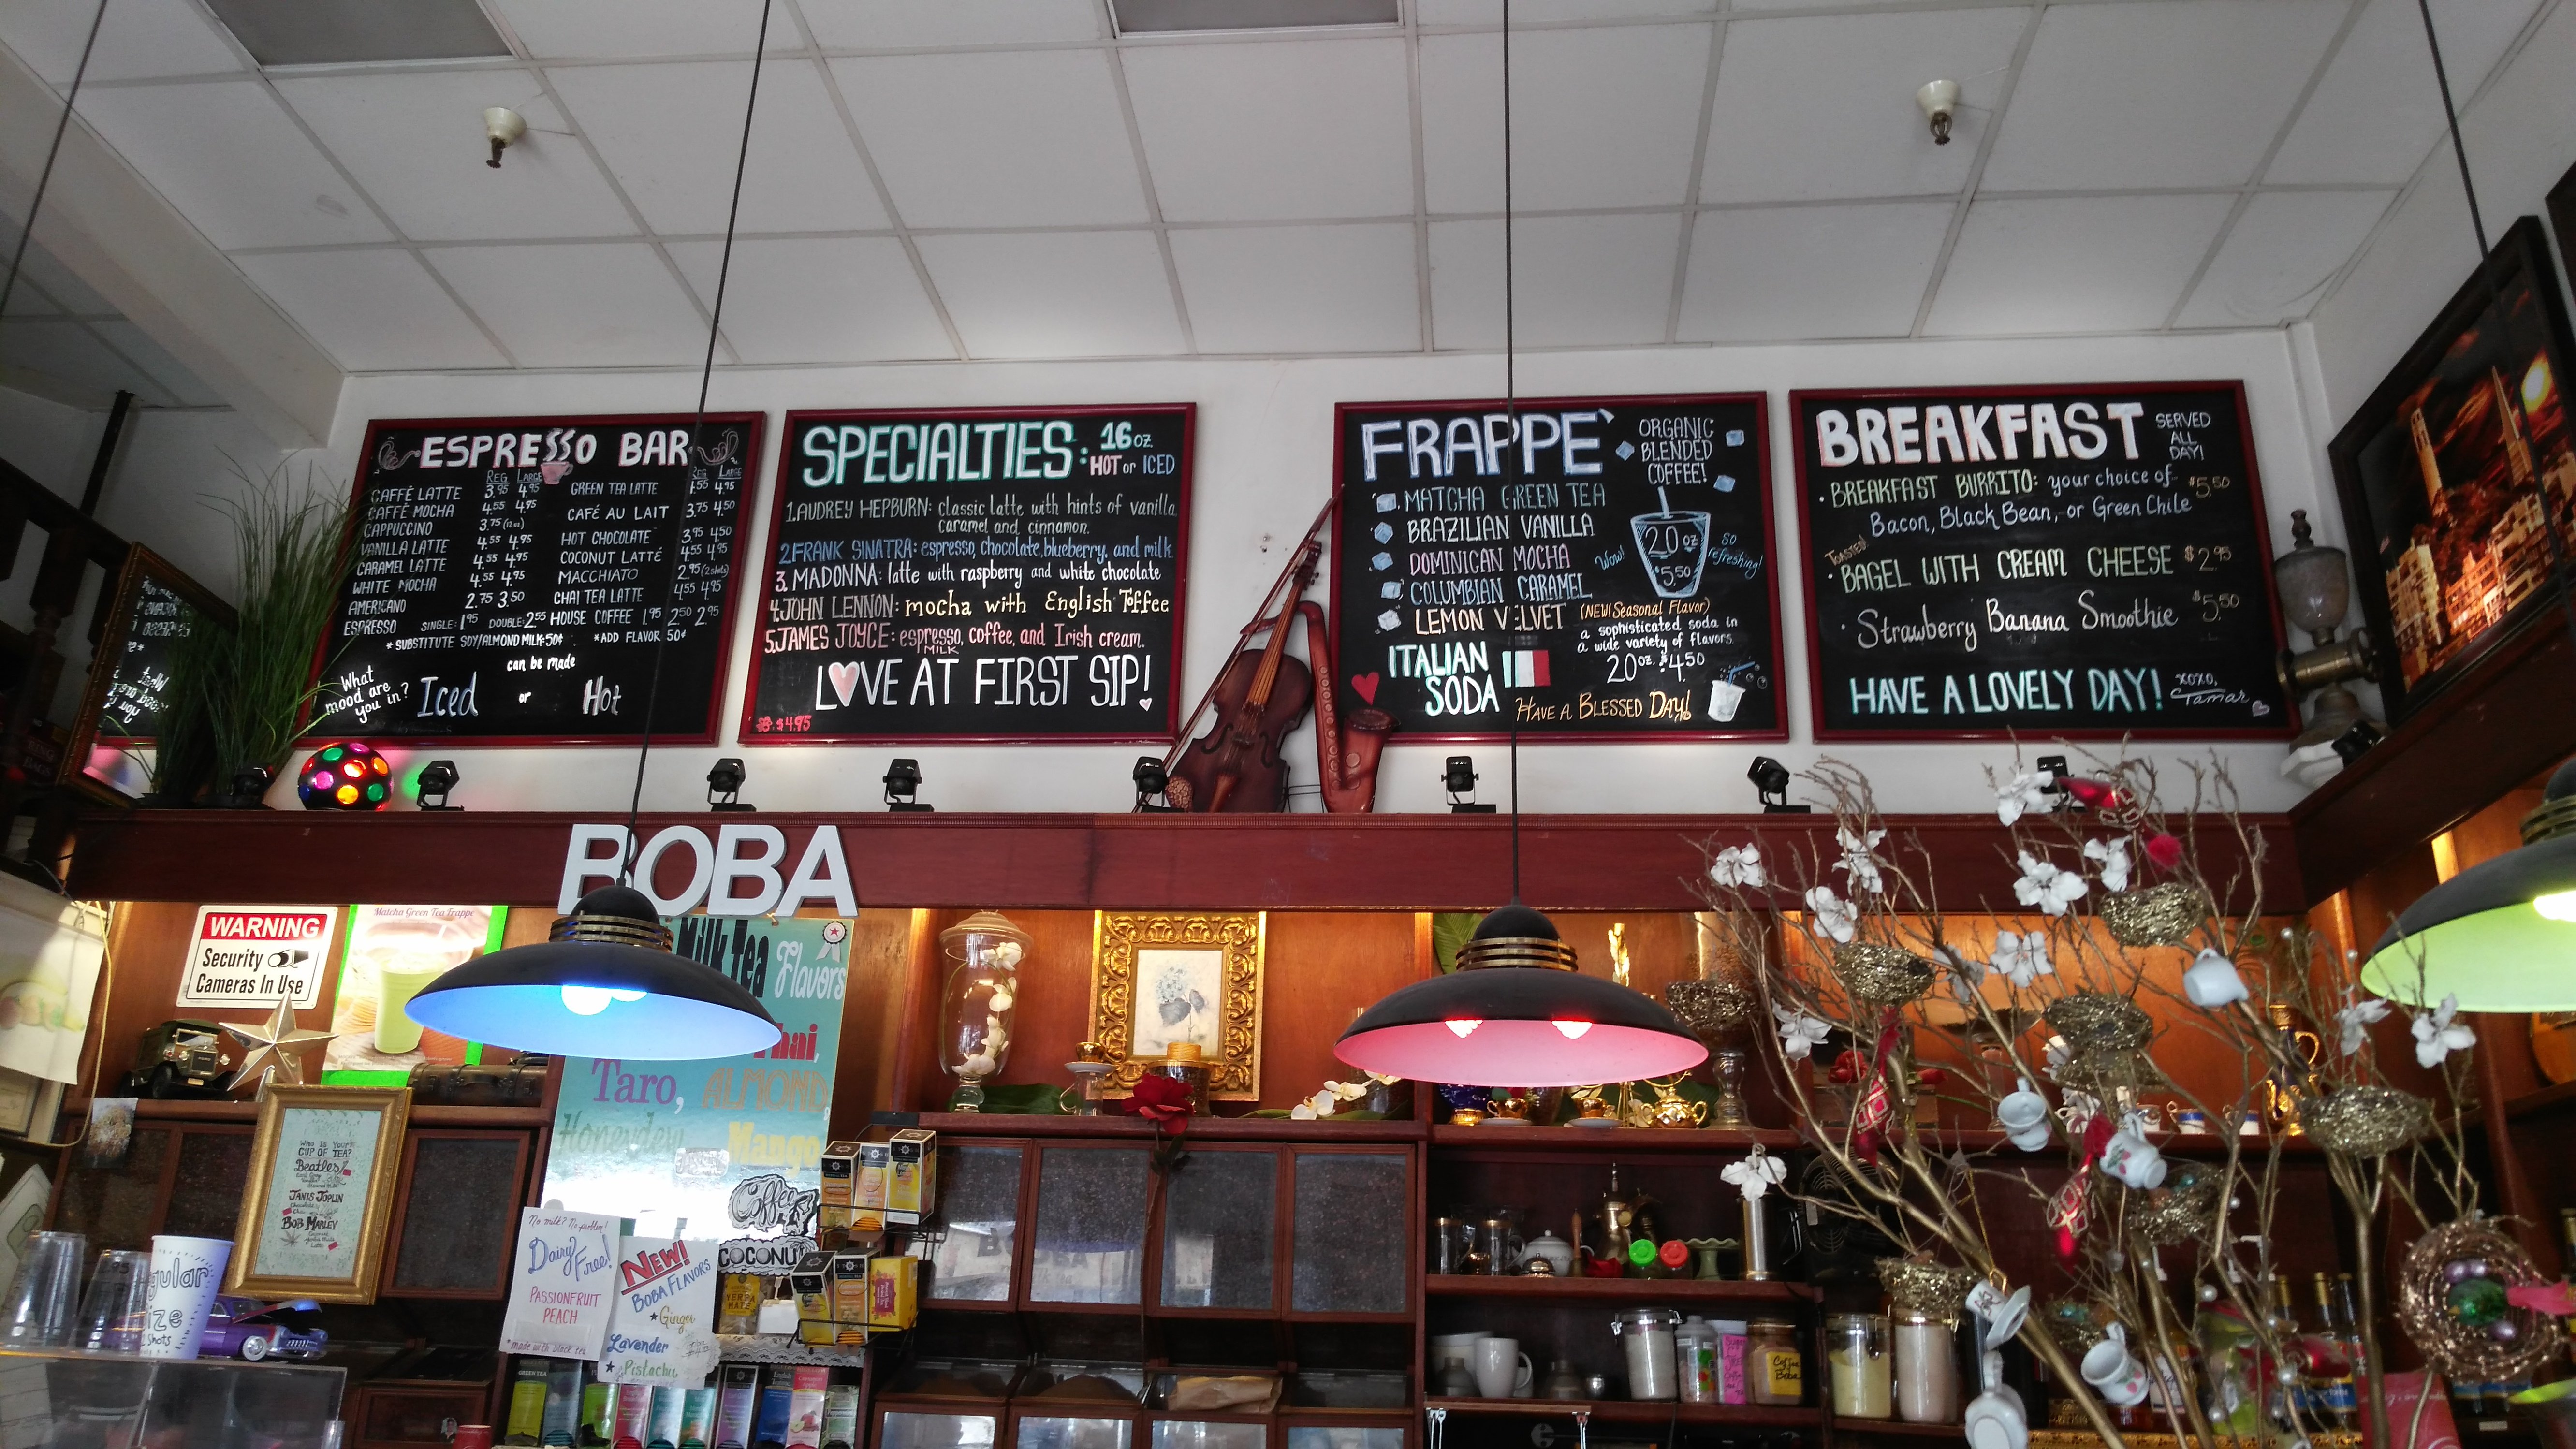 ESPRESSO BAR
REG LARGE
CAFFÈ LATTE 3.95 4.95
CAFFÈ MOCHA 4.55 4.95
CAPPUCCINO 3.75 (12oz)
VANILLA LATTE 4.55 4.95
CARAMEL LATTE 4.55 4.95
WHITE MOCHA 4.55 4.95
AMERICANO 2.75 3.50
ESPRESSO SINGLE: 1.95 DOUBLE: 2.55
REG LARGE
GREEN TEA LATTE 4.55 4.95
CAFÉ AU LAIT 3.75 4.50
HOT CHOCOLATE 3.95 4.50
COCONUT LATTÉ 4.55 4.95
MACCHIATO 2.95 (2 shots)
CHAI TEA LATTE 4.55 4.95
HOUSE COFFEE 1.95 2.50 2.95
*SUBSTITUTE SOY/ALMOND MILK: 50¢ *ADD FLAVOR 50¢
can be made
What mood are you in?
Iced or Hot
SPECIALTIES: 16oz
HOT or ICED
1. AUDREY HEPBURN: classic latte with hints of vanilla
caramel and cinnamon.
2. FRANK SINATRA: espresso, chocolate, blueberry, and milk
3. MADONNA: latte with raspberry and white chocolate
4. JOHN LENNON: mocha with English Toffee
5. JAMES JOYCE: espresso, coffee, and Irish cream.
MILK
LOVE AT FIRST SIP!
$4.95
FRAPPE`
ORGANIC
BLENDED
COFFEE!
MATCHA GREEN TEA
BRAZILIAN VANILLA
DOMINICAN MOCHA
COLUMBIAN CARAMEL
LEMON VELVET (NEW! Seasonal Flavor)
Wow!
20 oz
$5.50
so refreshing!
ITALIAN
SODA
a sophisticated soda in
a wide variety of flavors.
20oz. $4.50
HAVE A BLESSED DAY!
BREAKFAST
SERVED
ALL
DAY!
• BREAKFAST BURRITO: your choice of $5.50
Bacon, Black Bean, or Green Chile
TOASTED!
• BAGEL WITH CREAM CHEESE $2.95
• Strawberry Banana Smoothie $5.50
HAVE A LOVELY DAY!
xoxo,
Tamar
BOBA
WARNING
Security
Cameras In Use
Matcha Green Tea Frappe
Milk Tea Flavors
Thai,
Taro, ALMOND,
Honeydew
Mango
WHO IS YOUR
CUP OF TEA?
Beatles
JANIS JOPLIN
BOB MARLEY
gular
ize
shots
No milk? No problem!
Dairy Free!
PASSIONFRUIT
PEACH
*made with black tea
NEW!
BOBA FLAVORS
★ Ginger
Lavender
★ Pistachio
Coffee
COCONUT
YERBA
MATE
GREEN TEA
Coffee
Boba